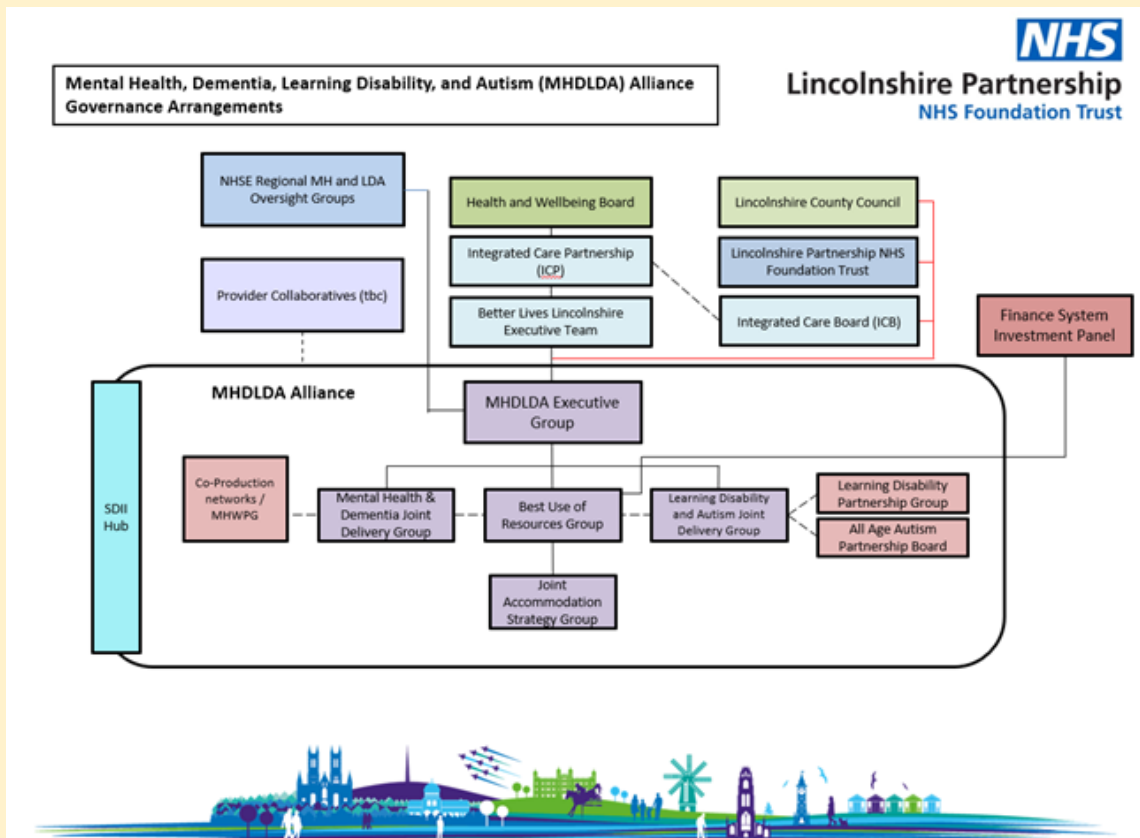 NHS
Lincolnshire Partnership
NHS Foundation Trust
Mental Health, Dementia, Learning Disability, and Autism (MHDLDA) Alliance
Governance Arrangements
NHSE Regional MH and LDA
Oversight Groups
Health and Wellbeing Board
Lincolnshire County Council
Integrated Care Partnership
(ICP)
Lincolnshire Partnership NHS
Foundation Trust
Provider Collaboratives (tbc)
Better Lives Lincolnshire
Executive Team
Integrated Care Board (ICB)
Finance System
Investment Panel
MHDLDA Alliance
MHDLDA Executive
Group
SDII
Hub
Co-Production
networks /
MHWPG
Mental Health &
Dementia Joint
Delivery Group
Best Use of
Resources Group
Learning Disability
and Autism Joint
Delivery Group
Learning Disability
Partnership Group
All Age Autism
Partnership Board
Joint
Accommodation
Strategy Group